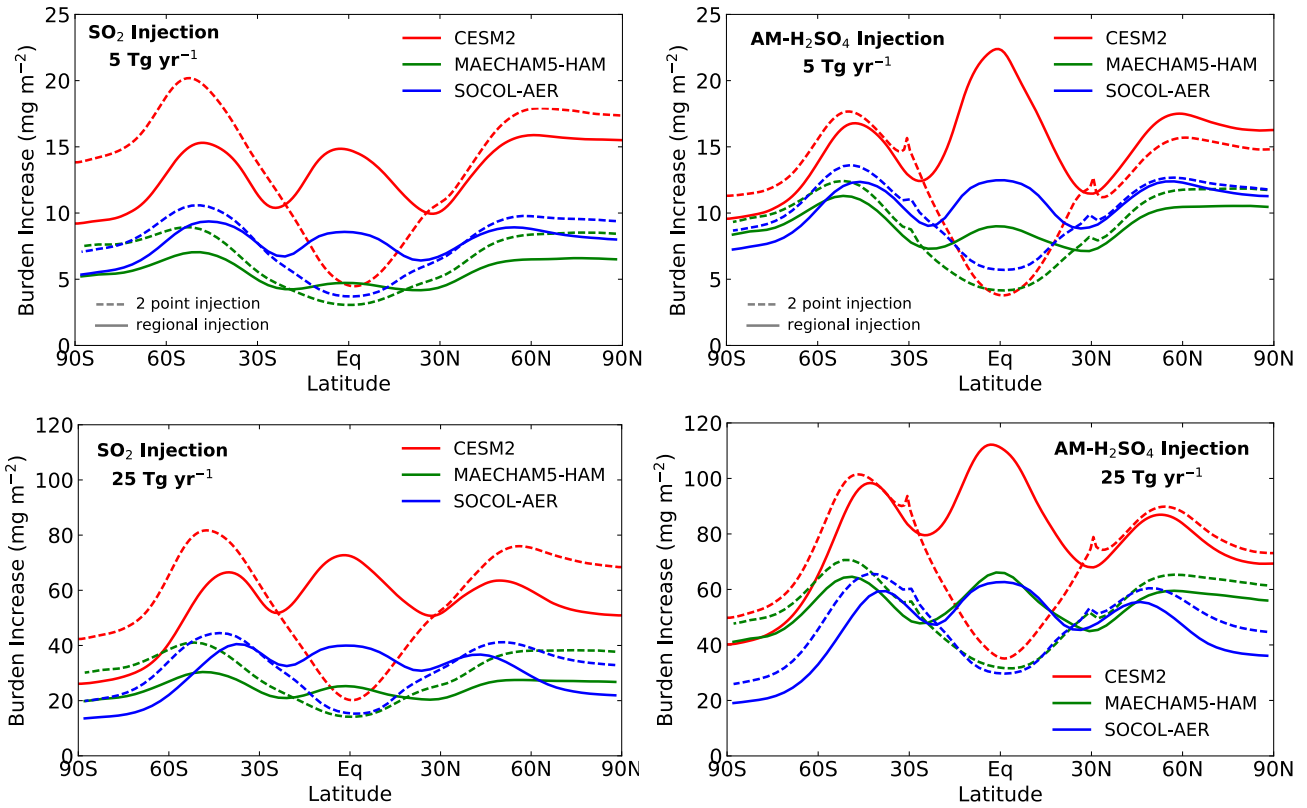 SO₂ Injection
5 Tg yr⁻¹
CESM2
MAECHAM5-HAM
SOCOL-AER
25
20
15
10
5
0
Burden Increase (mg m⁻²)
2 point injection
regional injection
90S 60S 30S Eq 30N 60N 90N
Latitude
AM-H₂SO₄ Injection
5 Tg yr⁻¹
CESM2
MAECHAM5-HAM
SOCOL-AER
25
20
15
10
5
0
Burden Increase (mg m⁻²)
2 point injection
regional injection
90S 60S 30S Eq 30N 60N 90N
Latitude
SO₂ Injection
25 Tg yr⁻¹
CESM2
MAECHAM5-HAM
SOCOL-AER
120
100
80
60
40
20
0
Burden Increase (mg m⁻²)
90S 60S 30S Eq 30N 60N 90N
Latitude
AM-H₂SO₄ Injection
25 Tg yr⁻¹
CESM2
MAECHAM5-HAM
SOCOL-AER
120
100
80
60
40
20
0
Burden Increase (mg m⁻²)
90S 60S 30S Eq 30N 60N 90N
Latitude